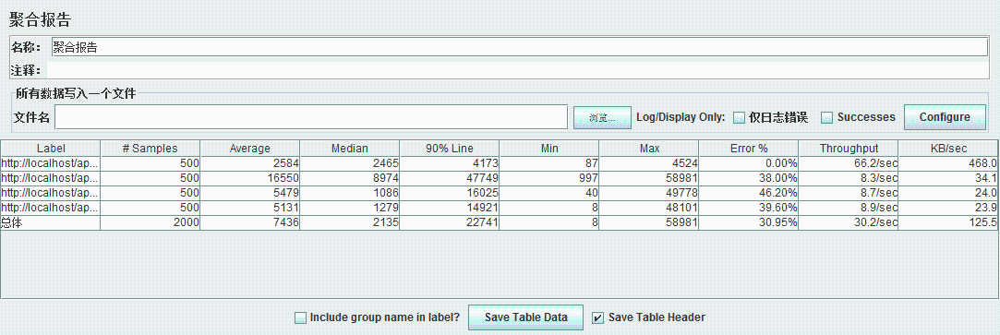 聚合报告
名称： 聚合报告
注释：
所有数据写入一个文件
文件名 浏览... Log/Display Only: 仅日志错误 Successes Configure
Label # Samples Average Median 90% Line Min Max Error % Throughput KB/sec
http://localhost/ap... 500 2584 2465 4173 87 4524 0.00% 66.2/sec 468.0
http://localhost/ap... 500 16550 8974 47749 997 58981 38.00% 8.3/sec 34.1
http://localhost/ap... 500 5479 1086 16025 40 49778 46.20% 8.7/sec 24.0
http://localhost/ap... 500 5131 1279 14921 8 48101 39.60% 8.9/sec 23.9
总体 2000 7436 2135 22741 8 58981 30.95% 30.2/sec 125.5
Include group name in label? Save Table Data Save Table Header